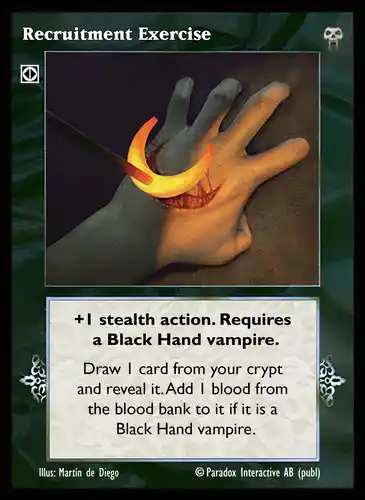 Recruitment Exercise
+1 stealth action. Requires
a Black Hand vampire.
Draw 1 card from your crypt
and reveal it. Add 1 blood from
the blood bank to it if it is a
Black Hand vampire.
Illus: Martín de Diego
© Paradox Interactive AB (publ)